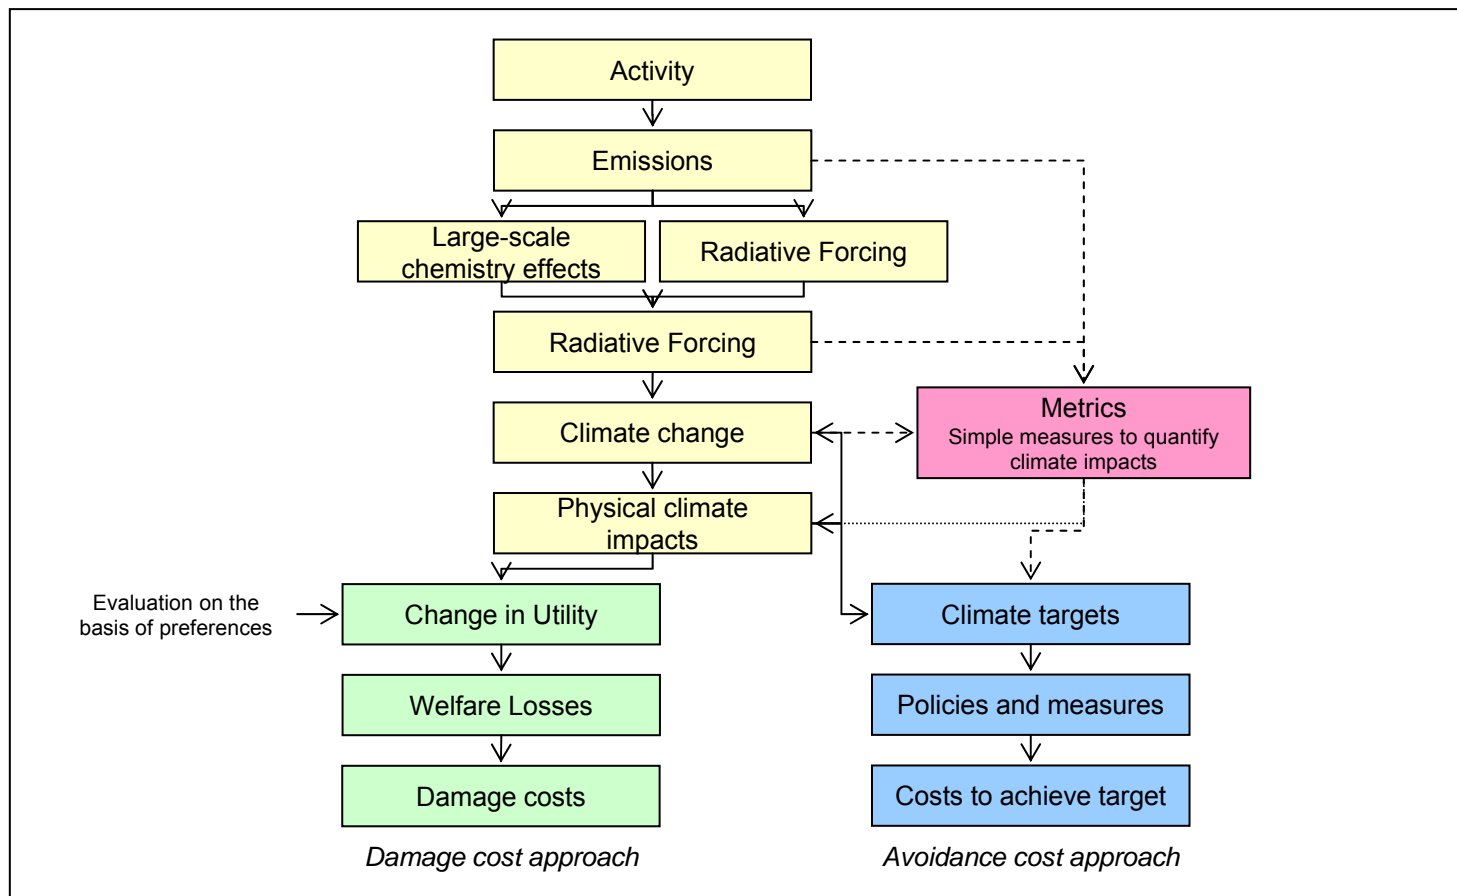 Activity
Emissions
Large-scale
chemistry effects
Radiative Forcing
Radiative Forcing
Climate change
Metrics
Simple measures to quantify
climate impacts
Physical climate
impacts
Evaluation on the
basis of preferences
Change in Utility
Climate targets
Welfare Losses
Policies and measures
Damage costs
Costs to achieve target
Damage cost approach
Avoidance cost approach